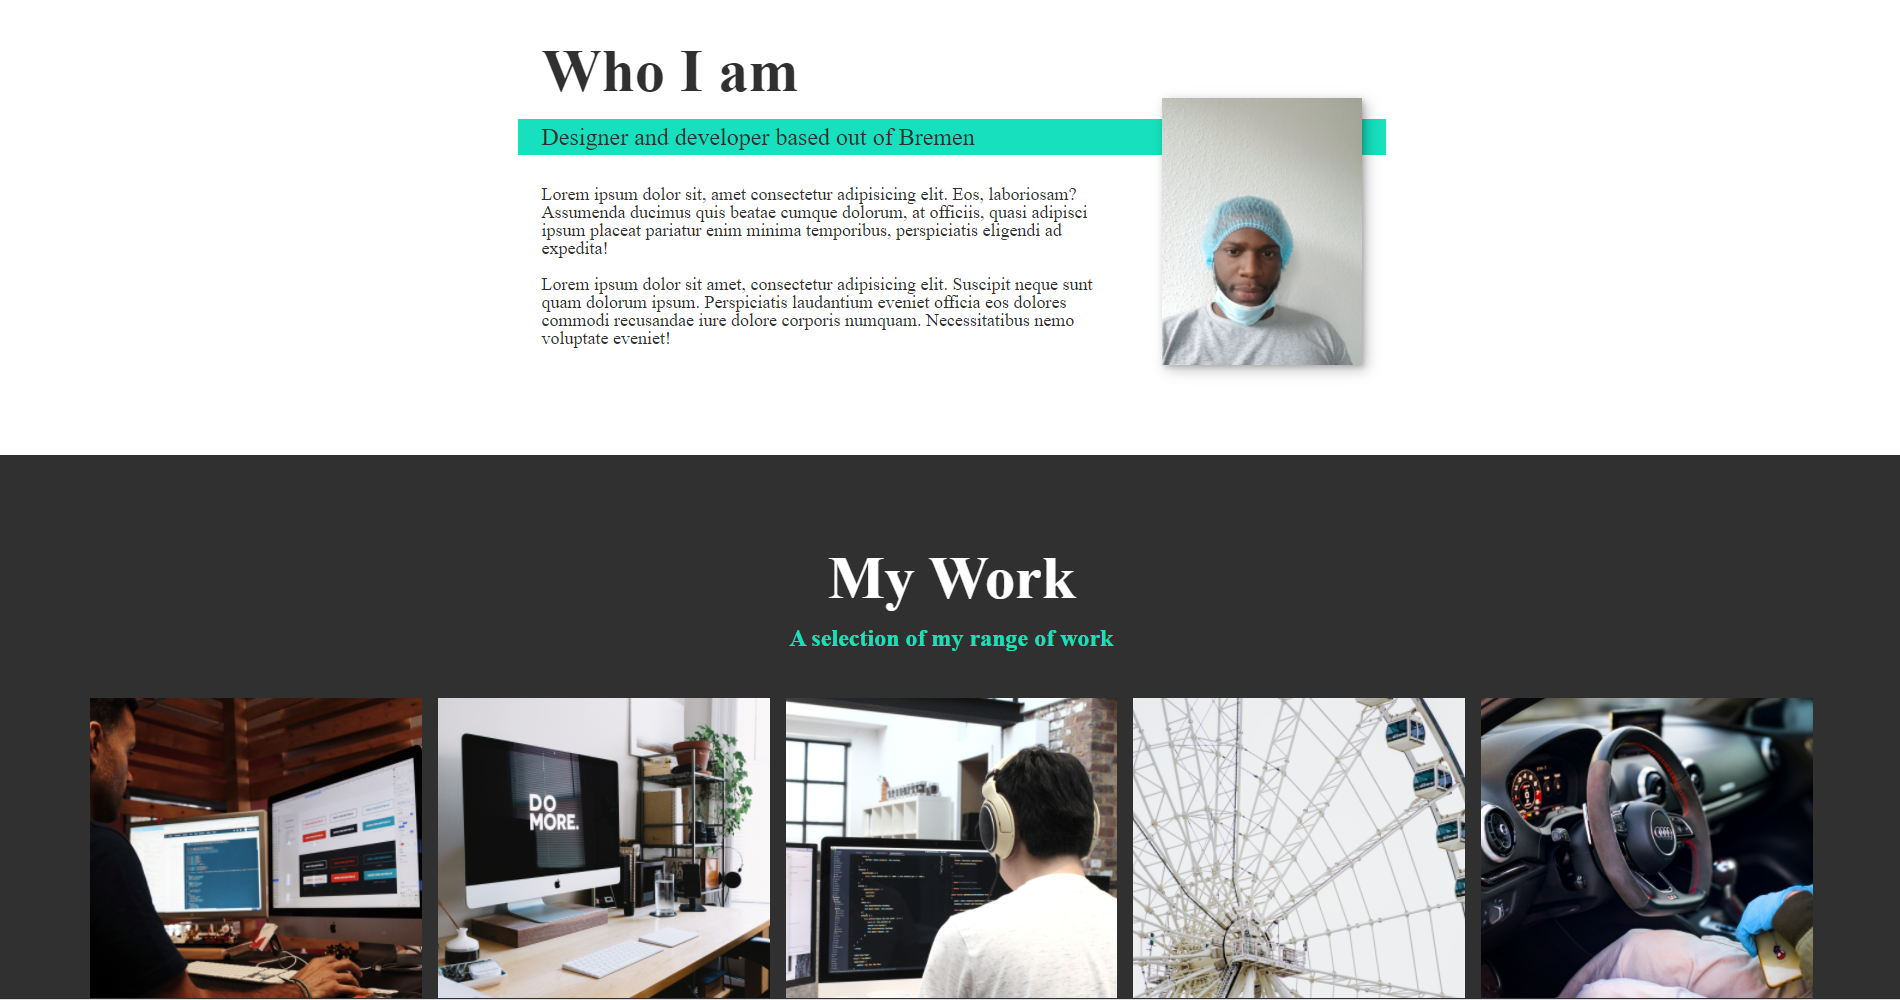 Who I am
Designer and developer based out of Bremen
Lorem ipsum dolor sit, amet consectetur adipisicing elit. Eos, laboriosam?
Assumenda ducimus quis beatae cumque dolorum, at officiis, quasi adipisci
ipsum placeat pariatur enim minima temporibus, perspiciatis eligendi ad
expedita!
Lorem ipsum dolor sit amet, consectetur adipisicing elit. Suscipit neque sunt
quam dolorum ipsum. Perspiciatis laudantium eveniet officia eos dolores
commodi recusandae iure dolore corporis numquam. Necessitatibus nemo
voluptate eveniet!
My Work
A selection of my range of work
DO
MORE.